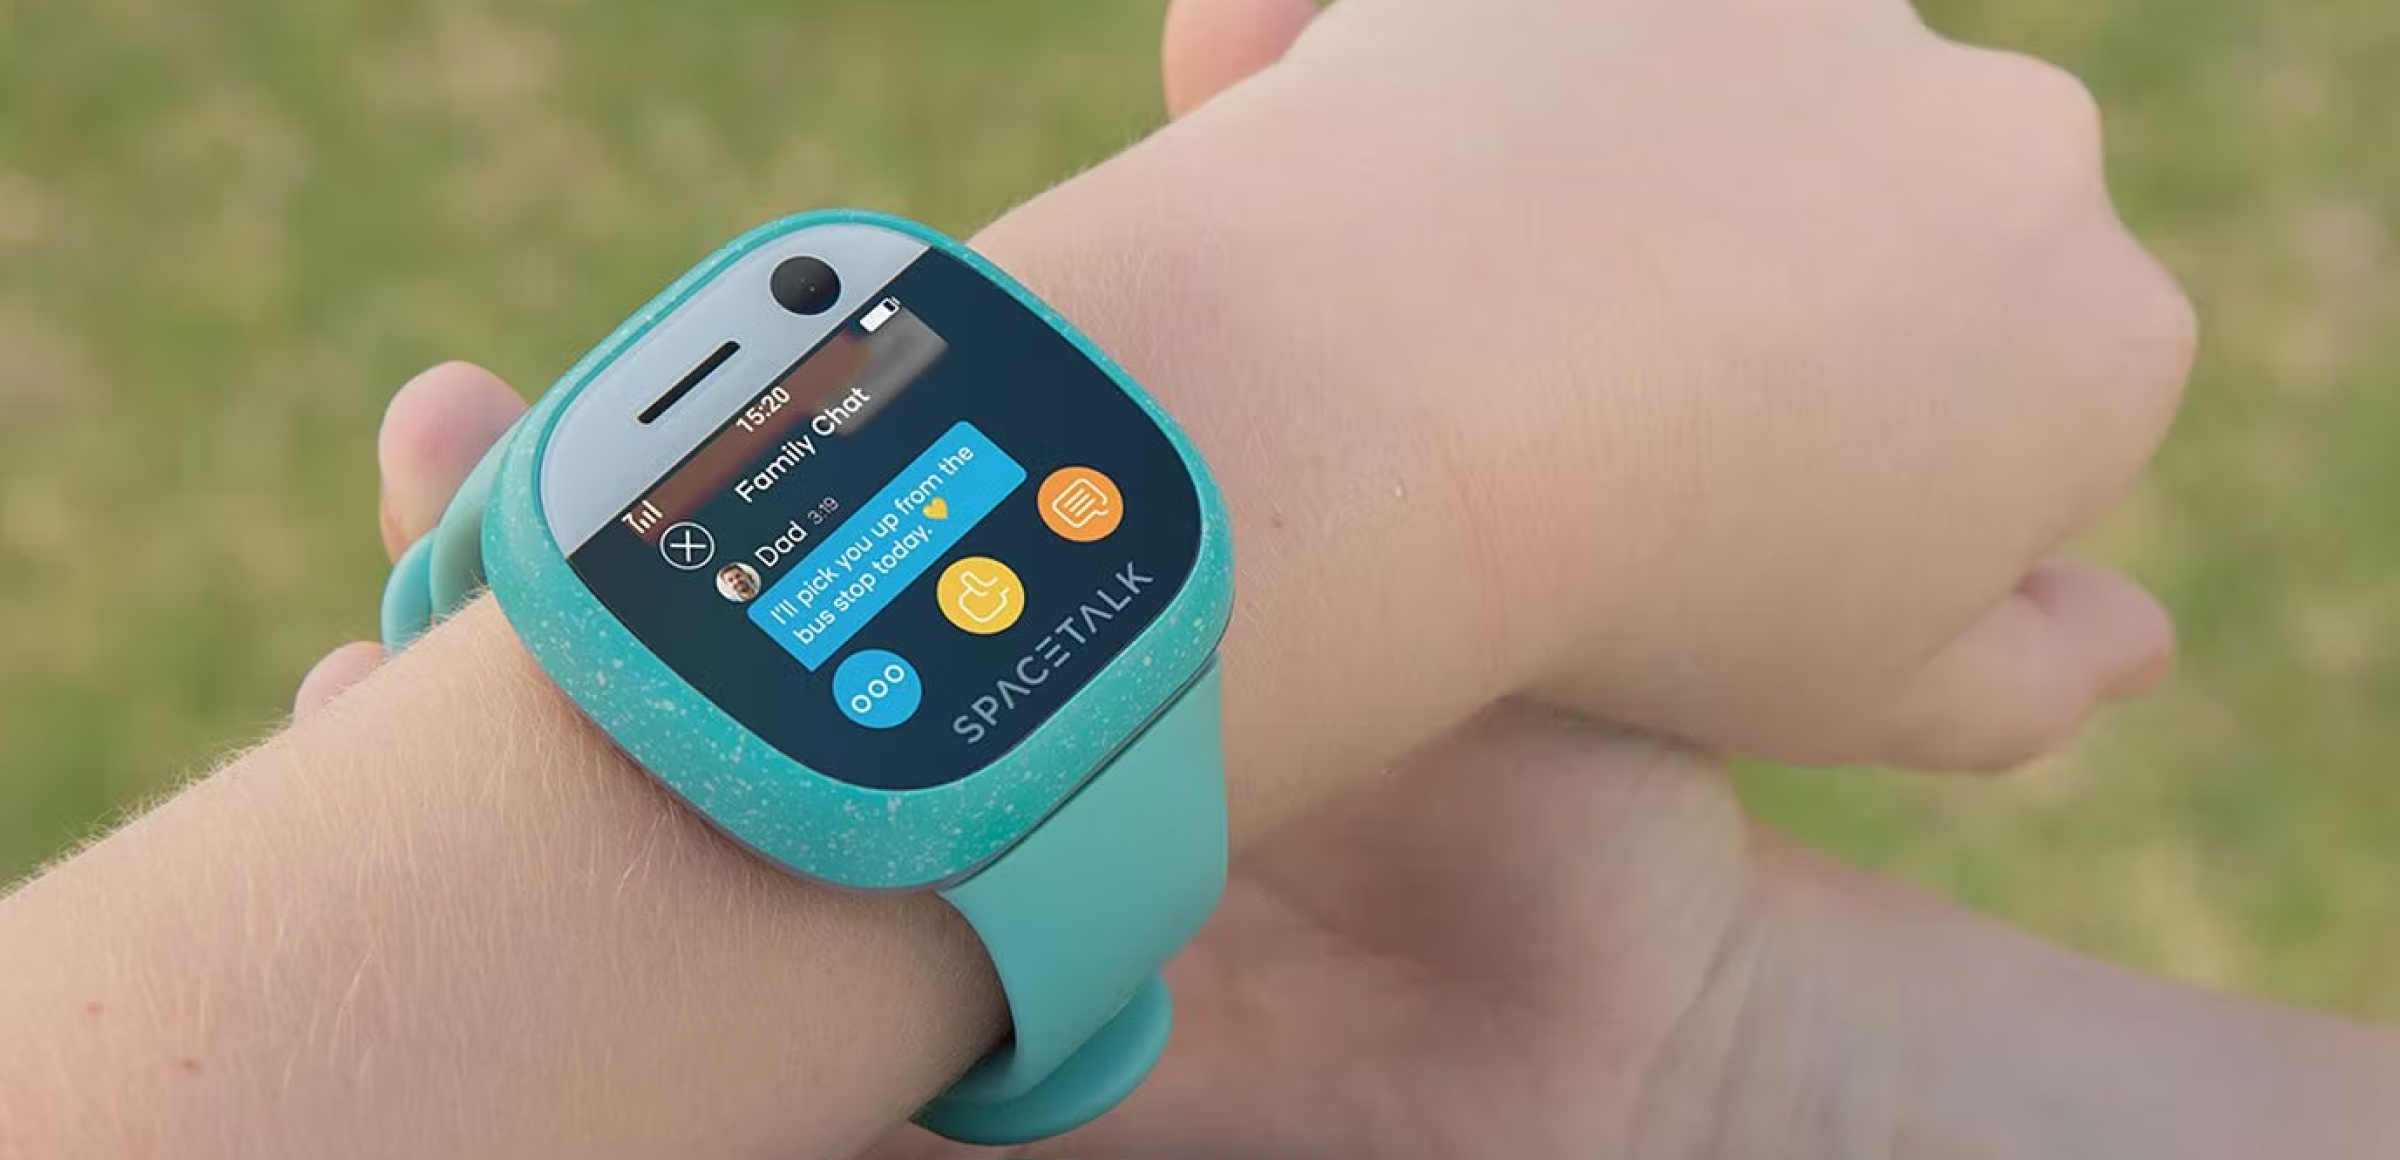 15:20
Family Chat
Dad 3:19
I'll pick you up from the
bus stop today. 💛
SPACETALK